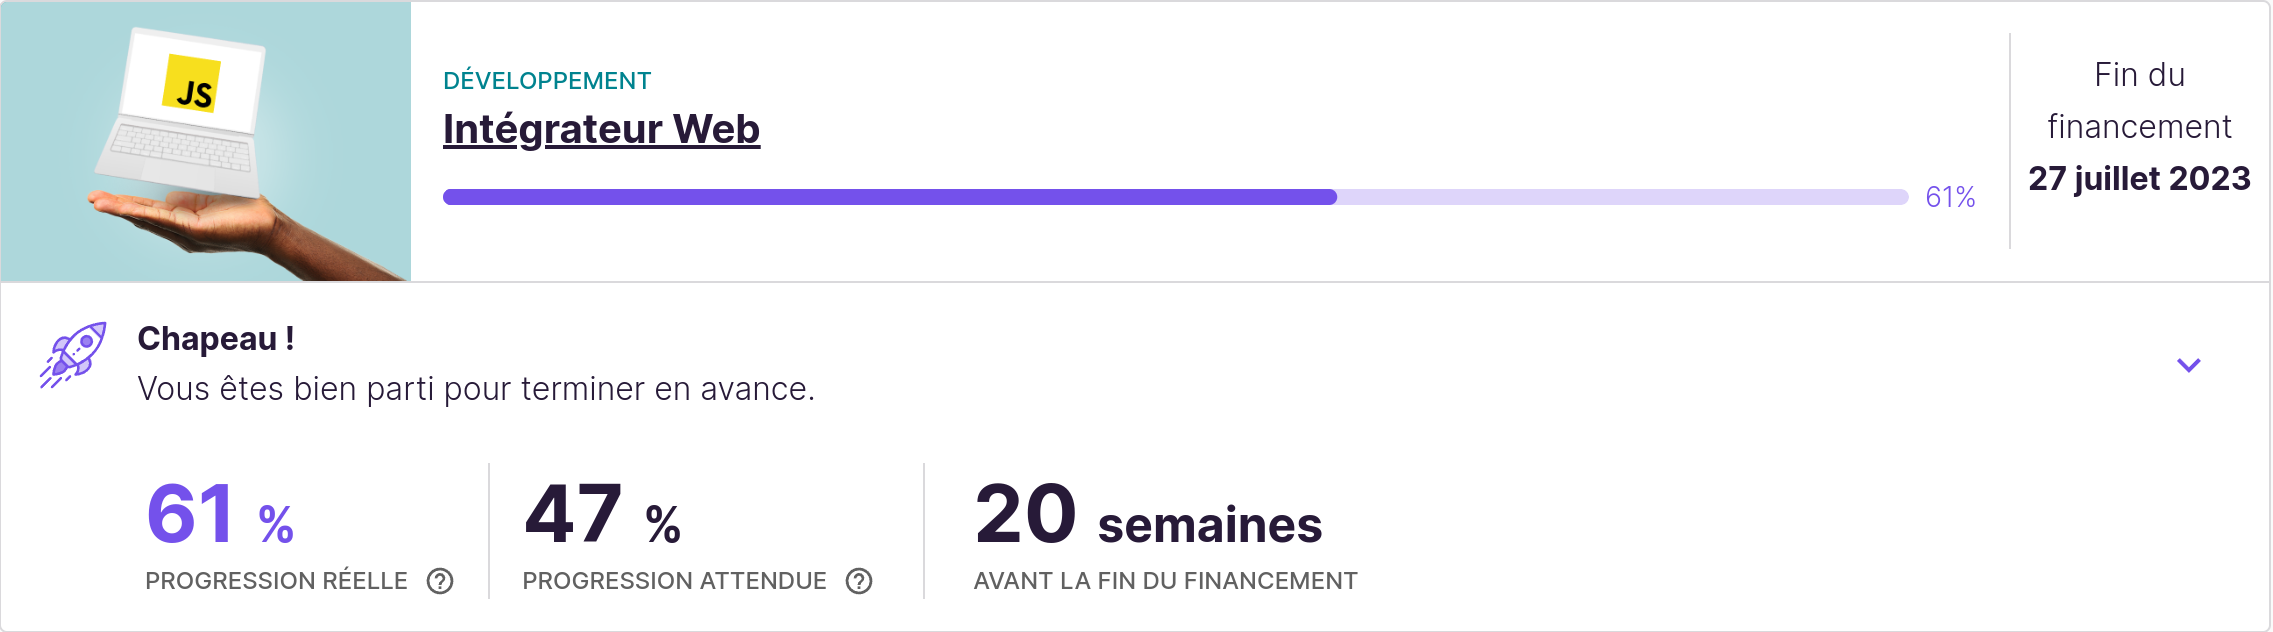 JS
DÉVELOPPEMENT
Intégrateur Web
61%
Fin du
financement
27 juillet 2023
Chapeau !
Vous êtes bien parti pour terminer en avance.
61 %
PROGRESSION RÉELLE ?
47 %
PROGRESSION ATTENDUE ?
20 semaines
AVANT LA FIN DU FINANCEMENT